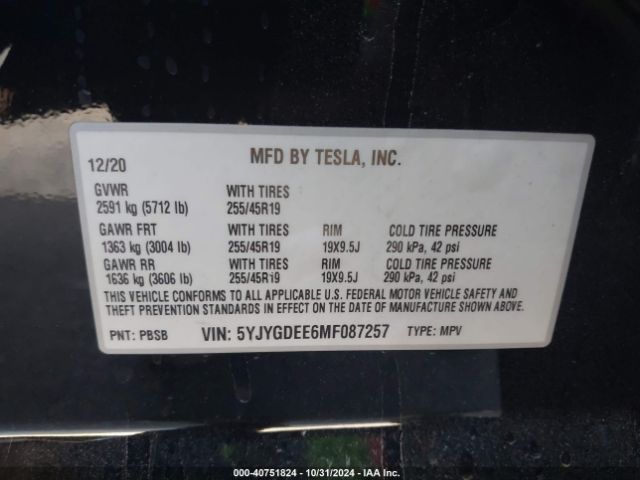 12/20 MFD BY TESLA, INC.
GVWR WITH TIRES
2591 kg (5712 lb) 255/45R19
GAWR FRT WITH TIRES RIM COLD TIRE PRESSURE
1363 kg (3004 lb) 255/45R19 19X9.5J 290 kPa, 42 psi
GAWR RR WITH TIRES RIM COLD TIRE PRESSURE
1636 kg (3606 lb) 255/45R19 19X9.5J 290 kPa, 42 psi
THIS VEHICLE CONFORMS TO ALL APPLICABLE U.S. FEDERAL MOTOR VEHICLE SAFETY AND
THEFT PREVENTION STANDARDS IN EFFECT ON THE DATE OF MANUFACTURE SHOWN ABOVE.
PNT: PBSB VIN: 5YJYGDEE6MF087257 TYPE: MPV
000-40751824 - 10/31/2024 - IAA Inc.